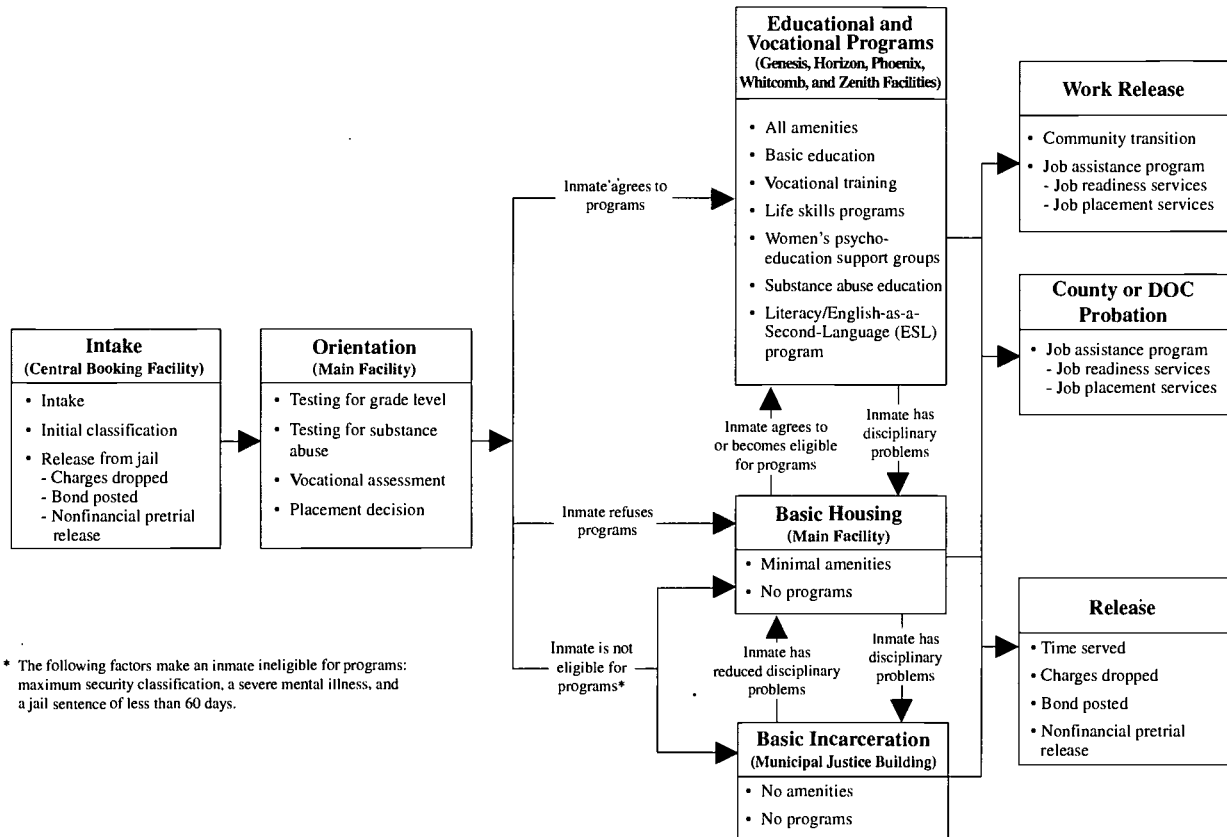 Educational and
Vocational Programs
(Genesis, Horizon, Phoenix,
Whitcomb, and Zenith Facilities)
• All amenities
• Basic education
• Vocational training
• Life skills programs
• Women's psycho-
education support groups
• Substance abuse education
• Literacy/English-as-a-
Second-Language (ESL)
program
Work Release
• Community transition
• Job assistance program
- Job readiness services
- Job placement services
Inmate agrees to
programs
County or DOC
Probation
• Job assistance program
- Job readiness services
- Job placement services
Intake
(Central Booking Facility)
• Intake
• Initial classification
• Release from jail
- Charges dropped
- Bond posted
- Nonfinancial pretrial
release
Orientation
(Main Facility)
• Testing for grade level
• Testing for substance
abuse
• Vocational assessment
• Placement decision
Inmate agrees to
or becomes eligible
for programs
Inmate has
disciplinary
problems
Inmate refuses
programs
Basic Housing
(Main Facility)
• Minimal amenities
• No programs
Release
• Time served
• Charges dropped
• Bond posted
• Nonfinancial pretrial
release
Inmate is not
eligible for
programs*
Inmate has
reduced disciplinary
problems
Inmate has
disciplinary
problems
* The following factors make an inmate ineligible for programs:
maximum security classification, a severe mental illness, and
a jail sentence of less than 60 days.
Basic Incarceration
(Municipal Justice Building)
• No amenities
• No programs